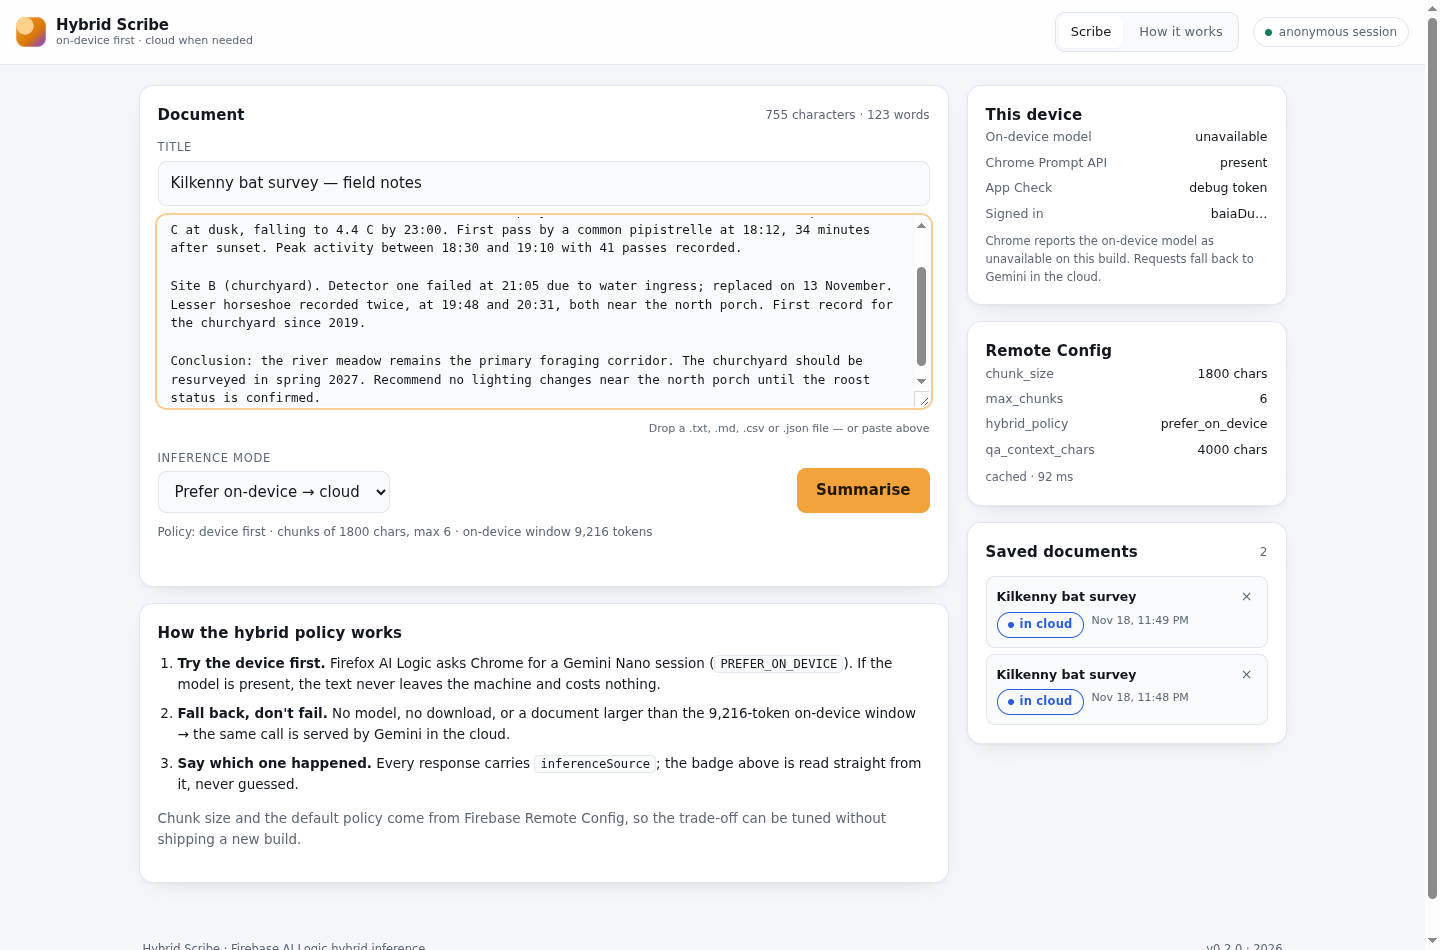 Hybrid Scribe
on-device first · cloud when needed
Scribe
How it works
anonymous session
Document
755 characters · 123 words
TITLE
Kilkenny bat survey — field notes
C at dusk, falling to 4.4 C by 23:00. First pass by a common pipistrelle at 18:12, 34 minutes
after sunset. Peak activity between 18:30 and 19:10 with 41 passes recorded.
Site B (churchyard). Detector one failed at 21:05 due to water ingress; replaced on 13 November.
Lesser horseshoe recorded twice, at 19:48 and 20:31, both near the north porch. First record for
the churchyard since 2019.
Conclusion: the river meadow remains the primary foraging corridor. The churchyard should be
resurveyed in spring 2027. Recommend no lighting changes near the north porch until the roost
status is confirmed.
Drop a .txt, .md, .csv or .json file — or paste above
INFERENCE MODE
Prefer on-device → cloud
Summarise
Policy: device first · chunks of 1800 chars, max 6 · on-device window 9,216 tokens
How the hybrid policy works
1. Try the device first. Firefox AI Logic asks Chrome for a Gemini Nano session (PREFER_ON_DEVICE). If the
model is present, the text never leaves the machine and costs nothing.
2. Fall back, don't fail. No model, no download, or a document larger than the 9,216-token on-device window
→ the same call is served by Gemini in the cloud.
3. Say which one happened. Every response carries inferenceSource; the badge above is read straight from
it, never guessed.
Chunk size and the default policy come from Firebase Remote Config, so the trade-off can be tuned without
shipping a new build.
This device
On-device model unavailable
Chrome Prompt API present
App Check debug token
Signed in baiaDu…
Chrome reports the on-device model as
unavailable on this build. Requests fall back to
Gemini in the cloud.
Remote Config
chunk_size 1800 chars
max_chunks 6
hybrid_policy prefer_on_device
qa_context_chars 4000 chars
cached · 92 ms
Saved documents 2
Kilkenny bat survey ×
in cloud Nov 18, 11:49 PM
Kilkenny bat survey ×
in cloud Nov 18, 11:48 PM
Hybrid Scribe · Firebase AI Logic hybrid inference
v0.2.0 · 2026